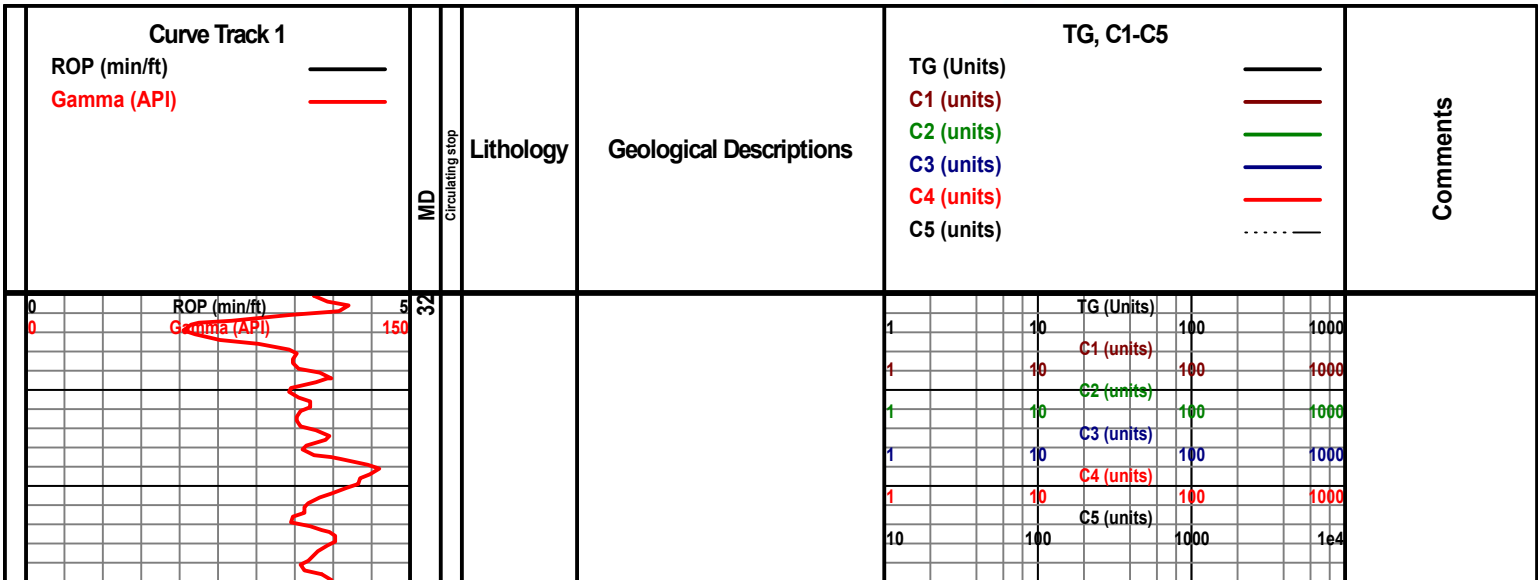 Curve Track 1
ROP (min/ft)
Gamma (API)
MD
Circulating stop
Lithology
Geological Descriptions
TG, C1-C5
TG (Units)
C1 (units)
C2 (units)
C3 (units)
C4 (units)
C5 (units)
Comments
0 ROP (min/ft) 5
0 Gamma (API) 150
32
TG (Units)
1 10 100 1000
C1 (units)
1 10 100 1000
C2 (units)
1 10 100 1000
C3 (units)
1 10 100 1000
C4 (units)
1 10 100 1000
C5 (units)
10 100 1000 1e4